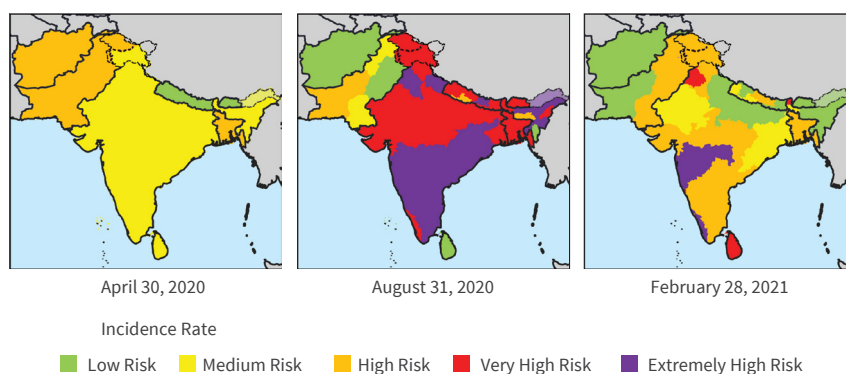 April 30, 2020
August 31, 2020
February 28, 2021
Incidence Rate
Low Risk
Medium Risk
High Risk
Very High Risk
Extremely High Risk